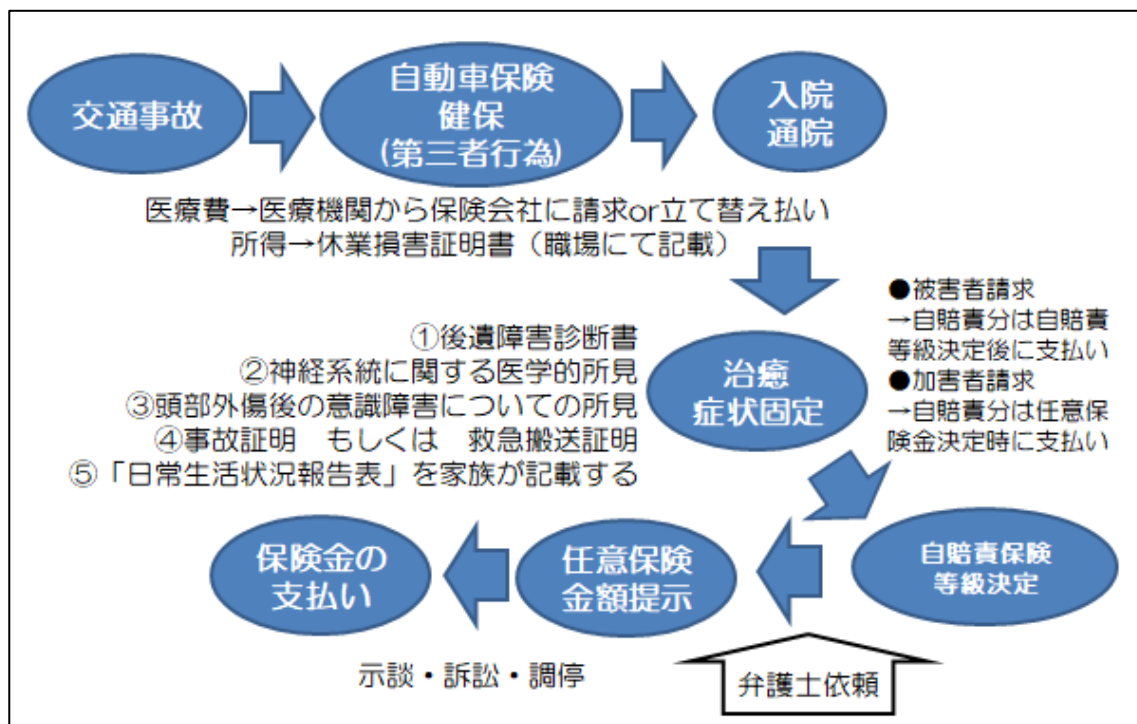 交通事故
自動車保険
健保
(第三者行為)
入院
通院
医療費→医療機関から保険会社に請求or立て替え払い
所得→休業損害証明書（職場にて記載）
●被害者請求
→自賠責分は自賠責
等級決定後に支払い
●加害者請求
→自賠責分は任意保
険金決定時に支払い
治癒
症状固定
①後遺障害診断書
②神経系統に関する医学的所見
③頭部外傷後の意識障害についての所見
④事故証明　もしくは　救急搬送証明
⑤「日常生活状況報告表」を家族が記載する
自賠責保険
等級決定
任意保険
金額提示
保険金の
支払い
示談・訴訟・調停
弁護士依頼